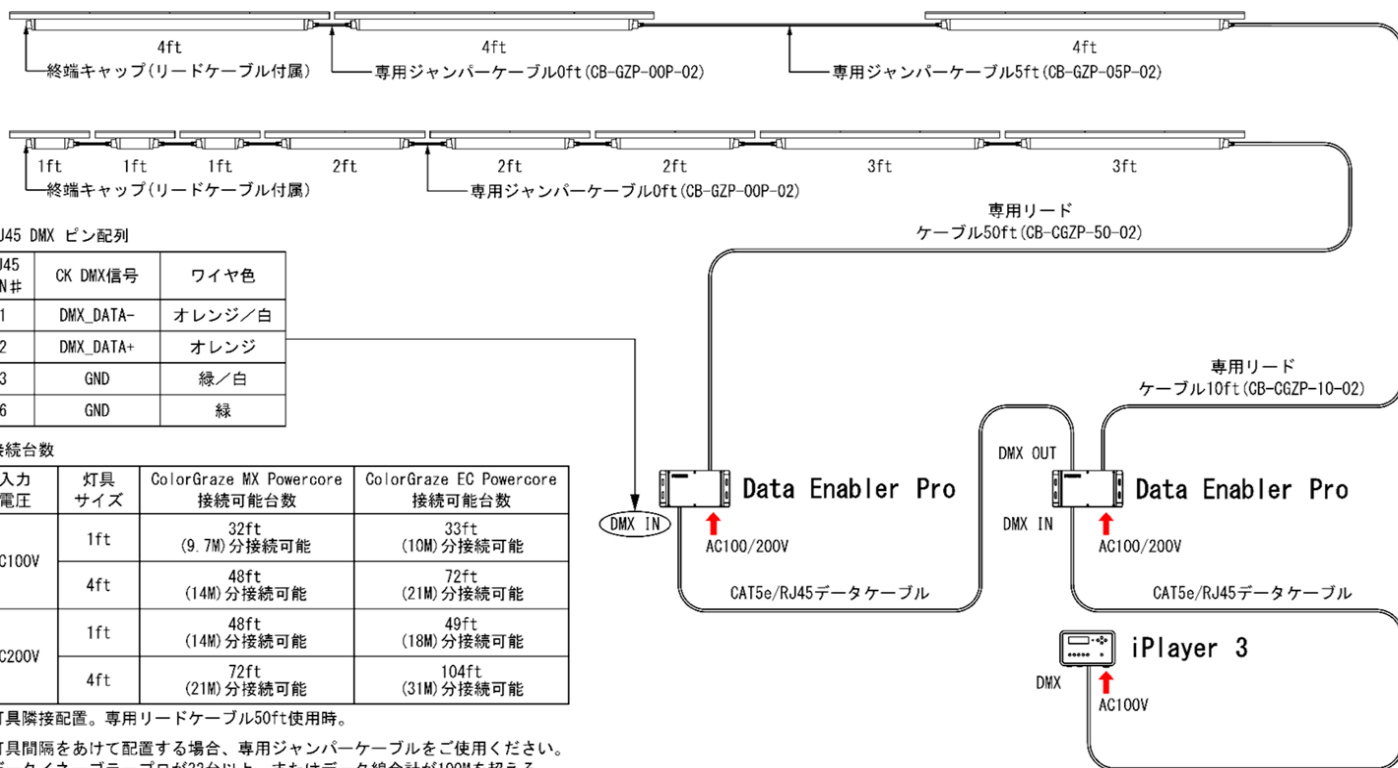 4ft
4ft
4ft
終端キャップ(リードケーブル付属)
専用ジャンパーケーブル0ft(CB-GZP-00P-02)
専用ジャンパーケーブル5ft(CB-GZP-05P-02)
1ft
1ft
1ft
2ft
2ft
2ft
3ft
3ft
終端キャップ(リードケーブル付属)
専用ジャンパーケーブル0ft(CB-GZP-00P-02)
専用リード
ケーブル50ft(CB-CGZP-50-02)
J45 DMX ピン配列
J45
N# CK DMX信号 ワイヤ色
1 DMX_DATA- オレンジ/白
2 DMX_DATA+ オレンジ
3 GND 緑/白
6 GND 緑
専用リード
ケーブル10ft(CB-CGZP-10-02)
DMX OUT
Data Enabler Pro
Data Enabler Pro
DMX IN
DMX IN
AC100/200V
AC100/200V
CAT5e/RJ45データケーブル
CAT5e/RJ45データケーブル
iPlayer 3
DMX
AC100V
接続台数
入力
電圧
灯具
サイズ
ColorGraze MX Powercore
接続可能台数
ColorGraze EC Powercore
接続可能台数
C100V
1ft
32ft
(9.7M)分接続可能
33ft
(10M)分接続可能
4ft
48ft
(14M)分接続可能
72ft
(21M)分接続可能
C200V
1ft
48ft
(14M)分接続可能
49ft
(18M)分接続可能
4ft
72ft
(21M)分接続可能
104ft
(31M)分接続可能
灯具隣接配置。専用リードケーブル50ft使用時。
灯具間隔をあけて配置する場合、専用ジャンパーケーブルをご使用ください。